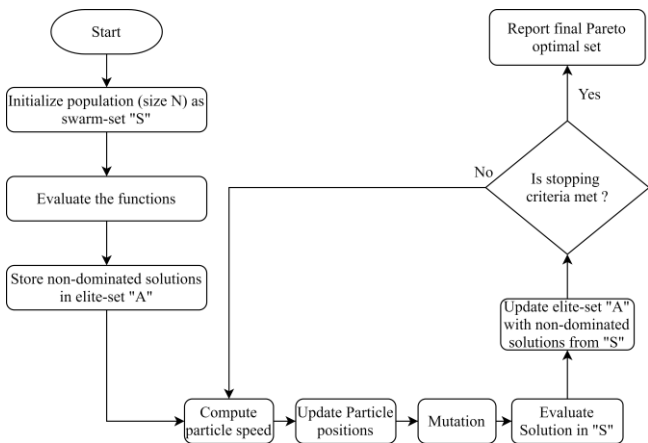 Start
Initialize population (size N) as
swarm-set "S"
Evaluate the functions
Store non-dominated solutions
in elite-set "A"
Compute
particle speed
Update Particle
positions
Mutation
Evaluate
Solution in "S"
Update elite-set "A"
with non-dominated
solutions from "S"
Is stopping
criteria met ?
No
Yes
Report final Pareto
optimal set